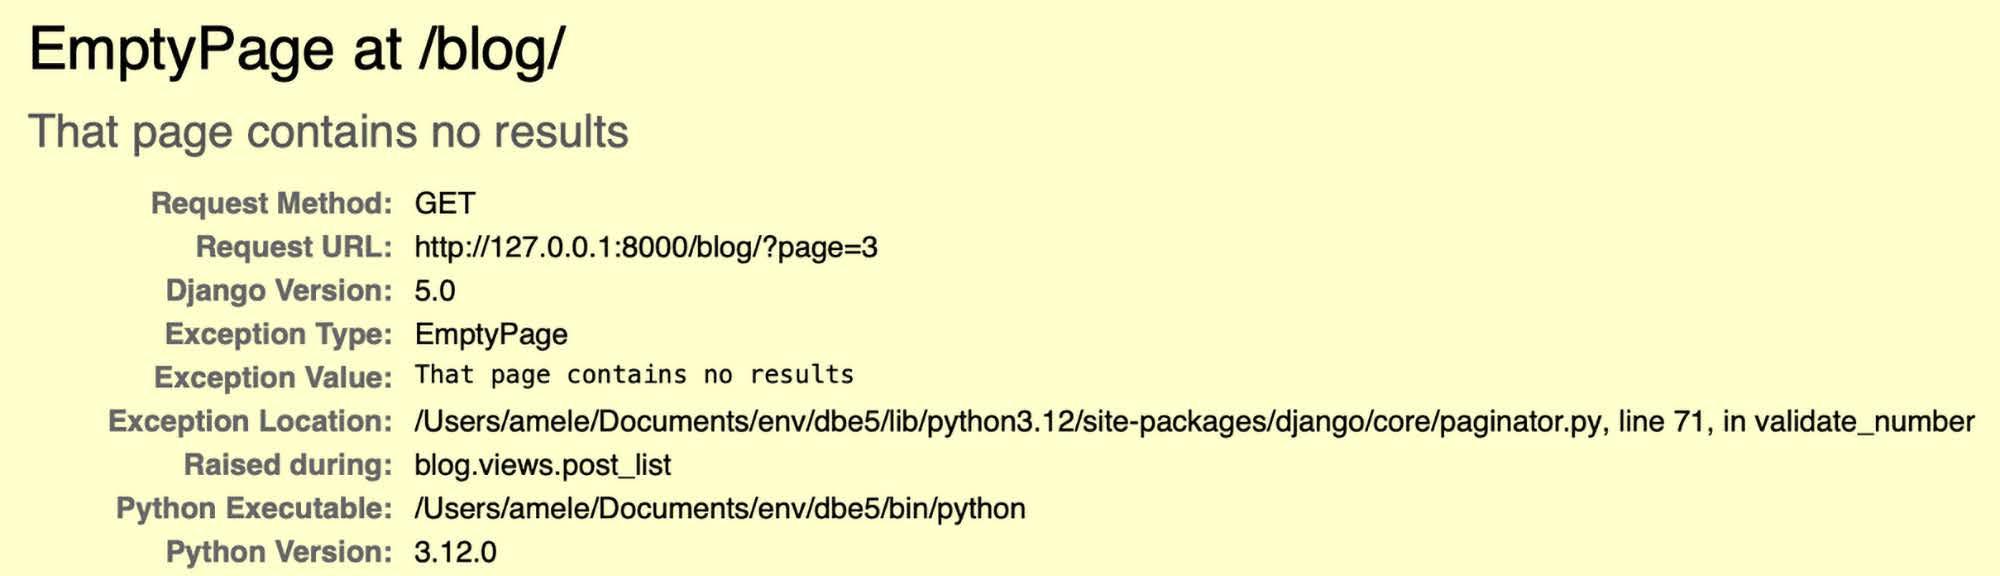 EmptyPage at /blog/
That page contains no results
Request Method: GET
Request URL: http://127.0.0.1:8000/blog/?page=3
Django Version: 5.0
Exception Type: EmptyPage
Exception Value: That page contains no results
Exception Location: /Users/amele/Documents/env/dbe5/lib/python3.12/site-packages/django/core/paginator.py, line 71, in validate_number
Raised during: blog.views.post_list
Python Executable: /Users/amele/Documents/env/dbe5/bin/python
Python Version: 3.12.0